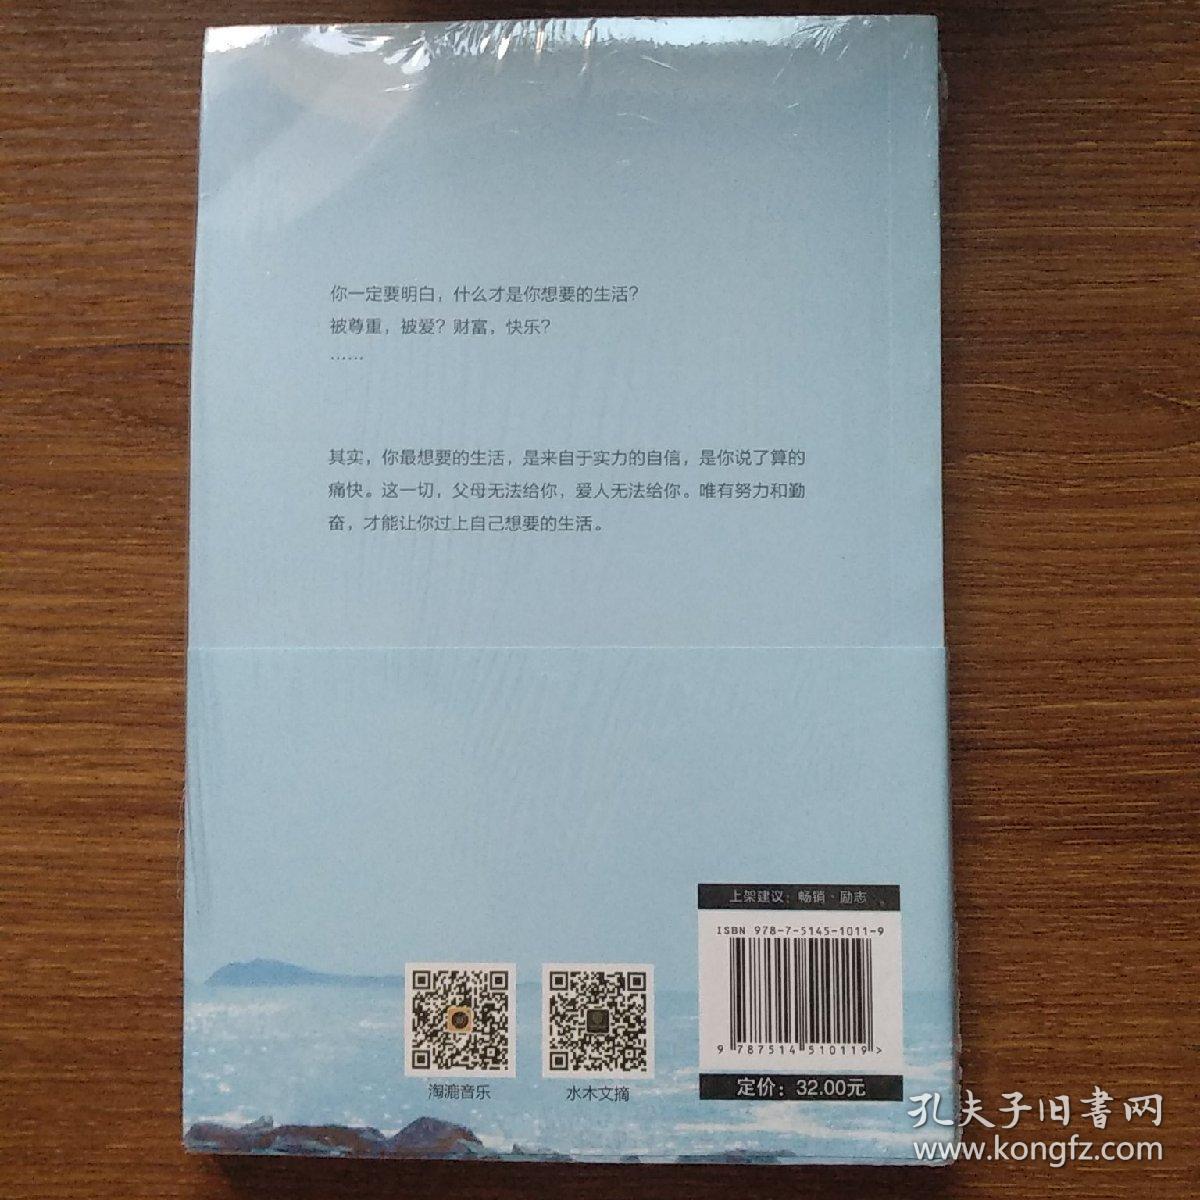 你一定要明白，什么才是你想要的生活？
被尊重，被爱？财富，快乐？
……
其实，你最想要的生活，是来自于实力的自信，是你说了算的
痛快。这一切，父母无法给你，爱人无法给你。唯有努力和勤
奋，才能让你过上自己想要的生活。
上架建议：畅销·励志
ISBN 978-7-5145-1011-9
9 787514 510119 >
定价：32.00元
淘漉音乐
水木文摘
孔夫子旧書网
www.kongfz.com